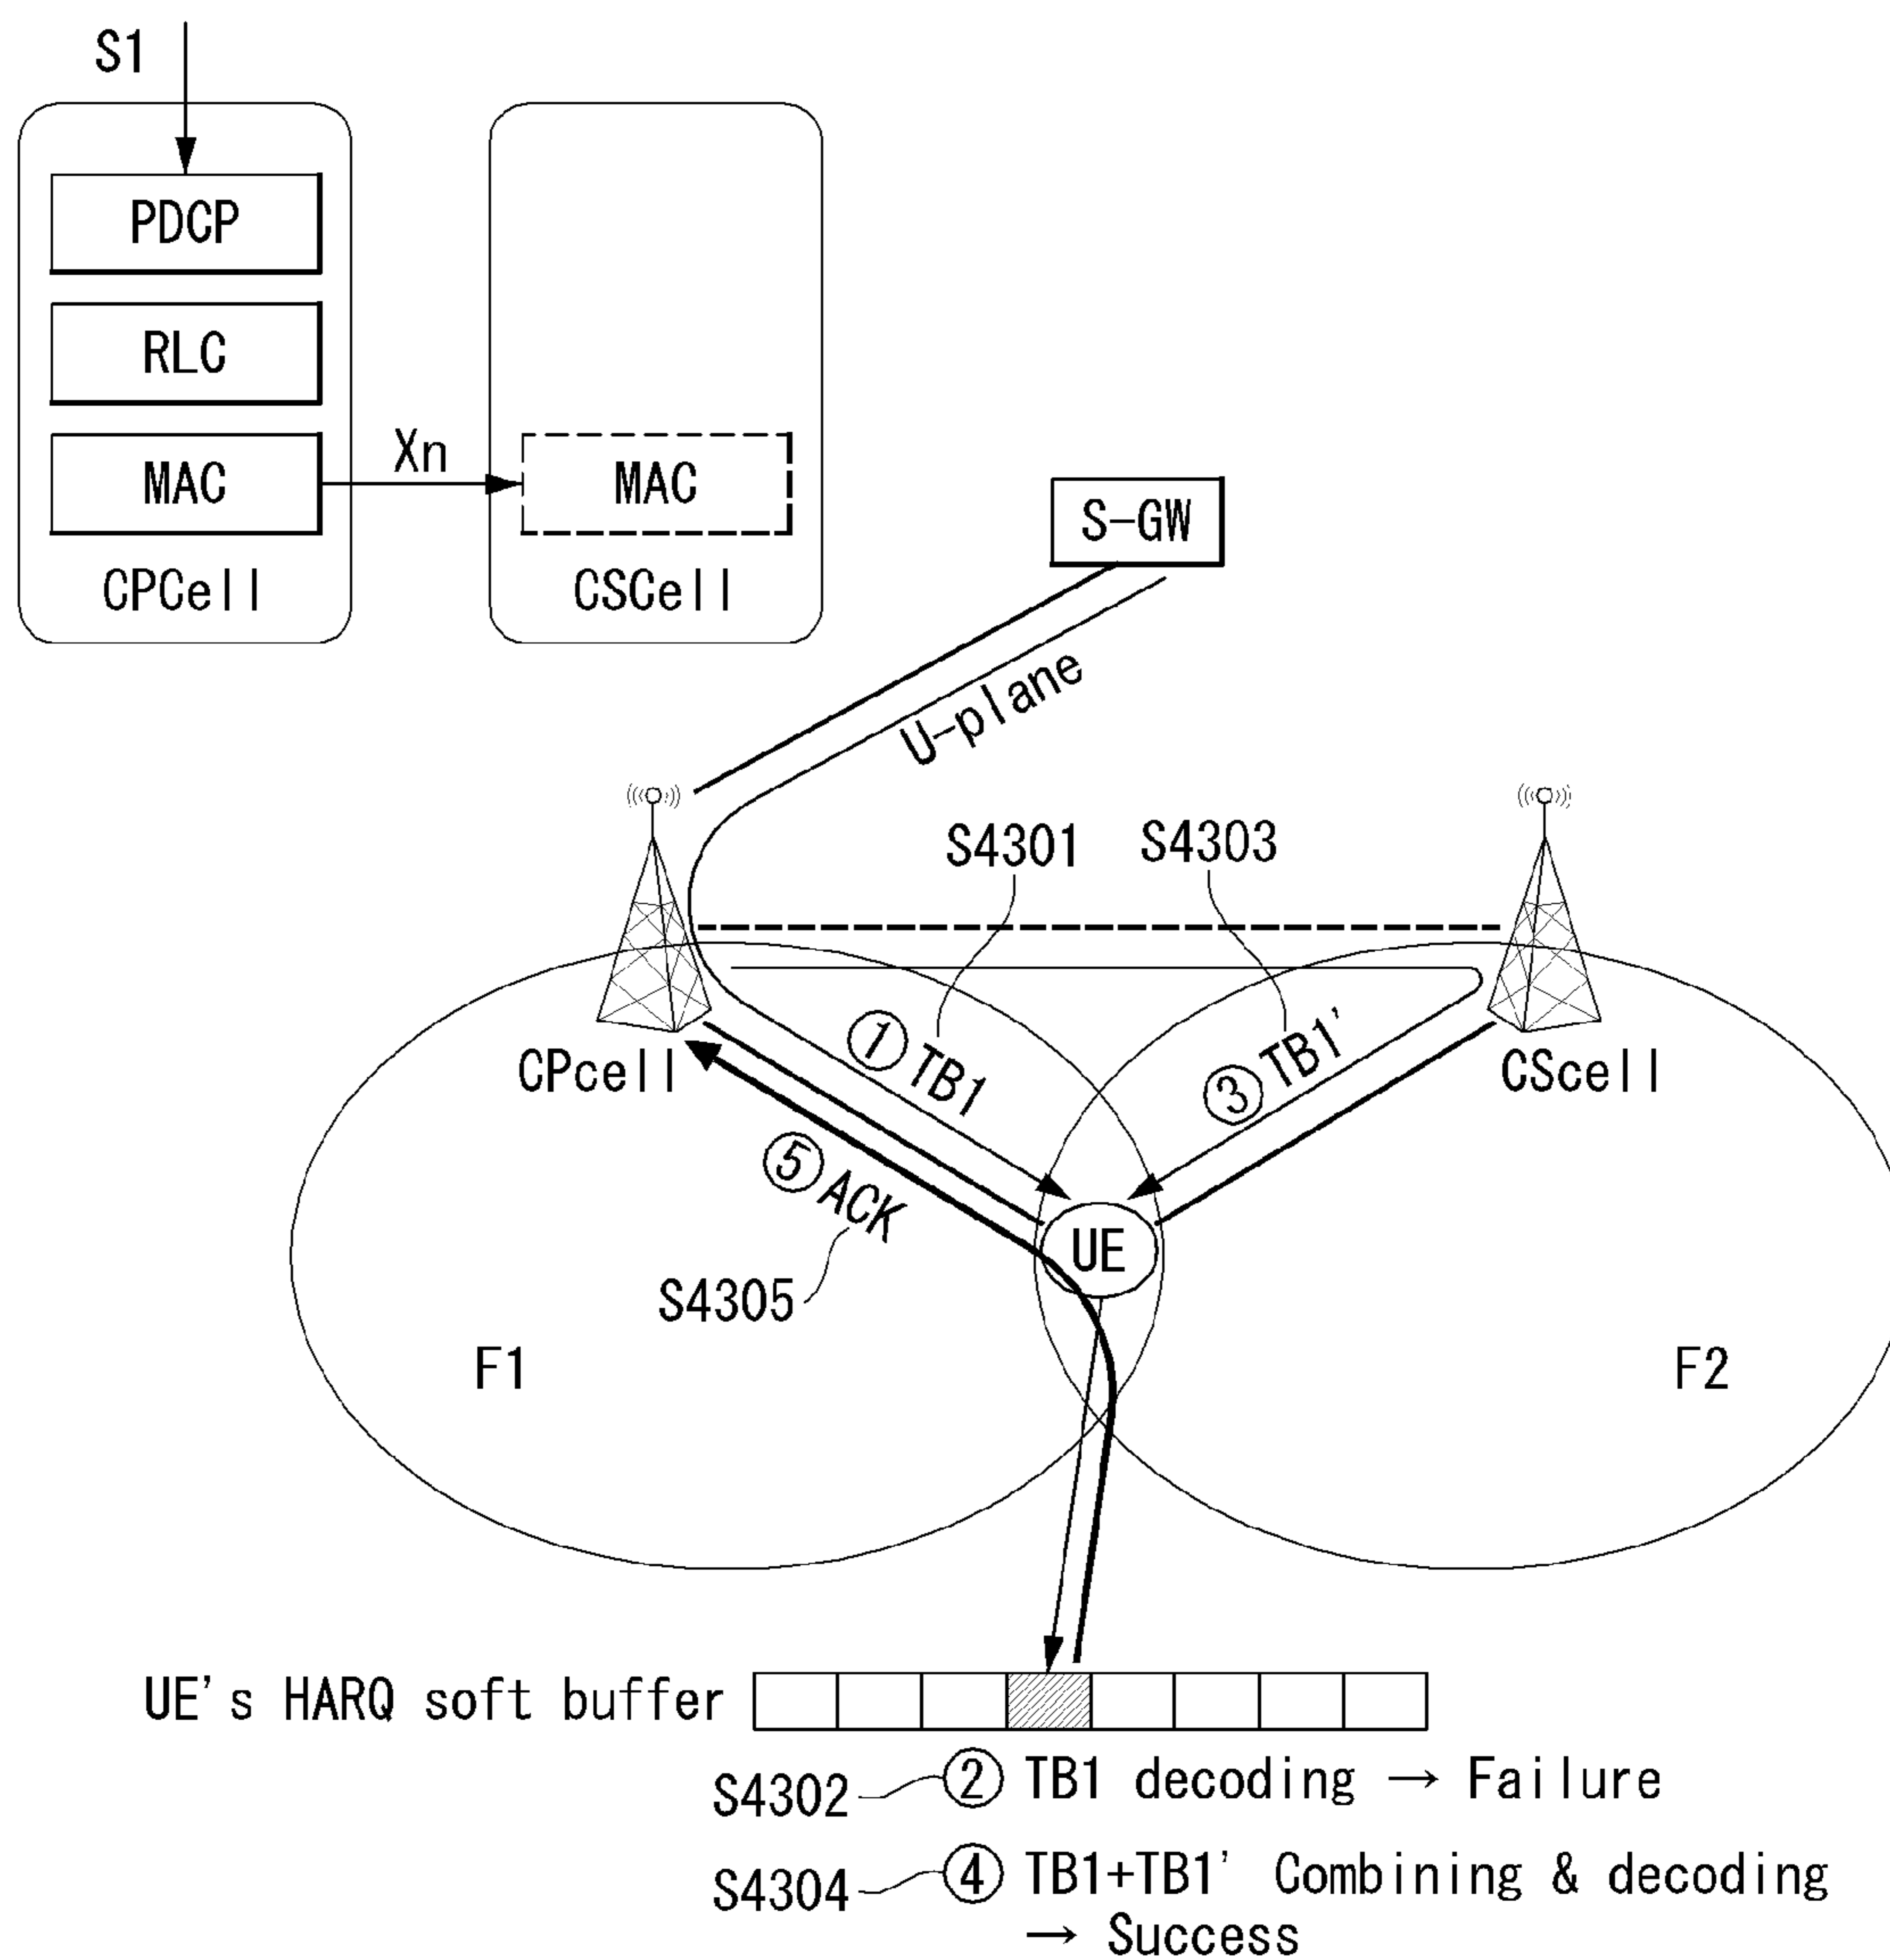 S1
PDCP
RLC
MAC
Xn
MAC
CPCell
CSCell
S-GW
U-plane
S4301
S4303
① TB1
③ TB1'
CPcell
CScell
⑤ ACK
UE
S4305
F1
F2
UE's HARQ soft buffer
S4302
② TB1 decoding → Failure
S4304
④ TB1+TB1' Combining & decoding
→ Success